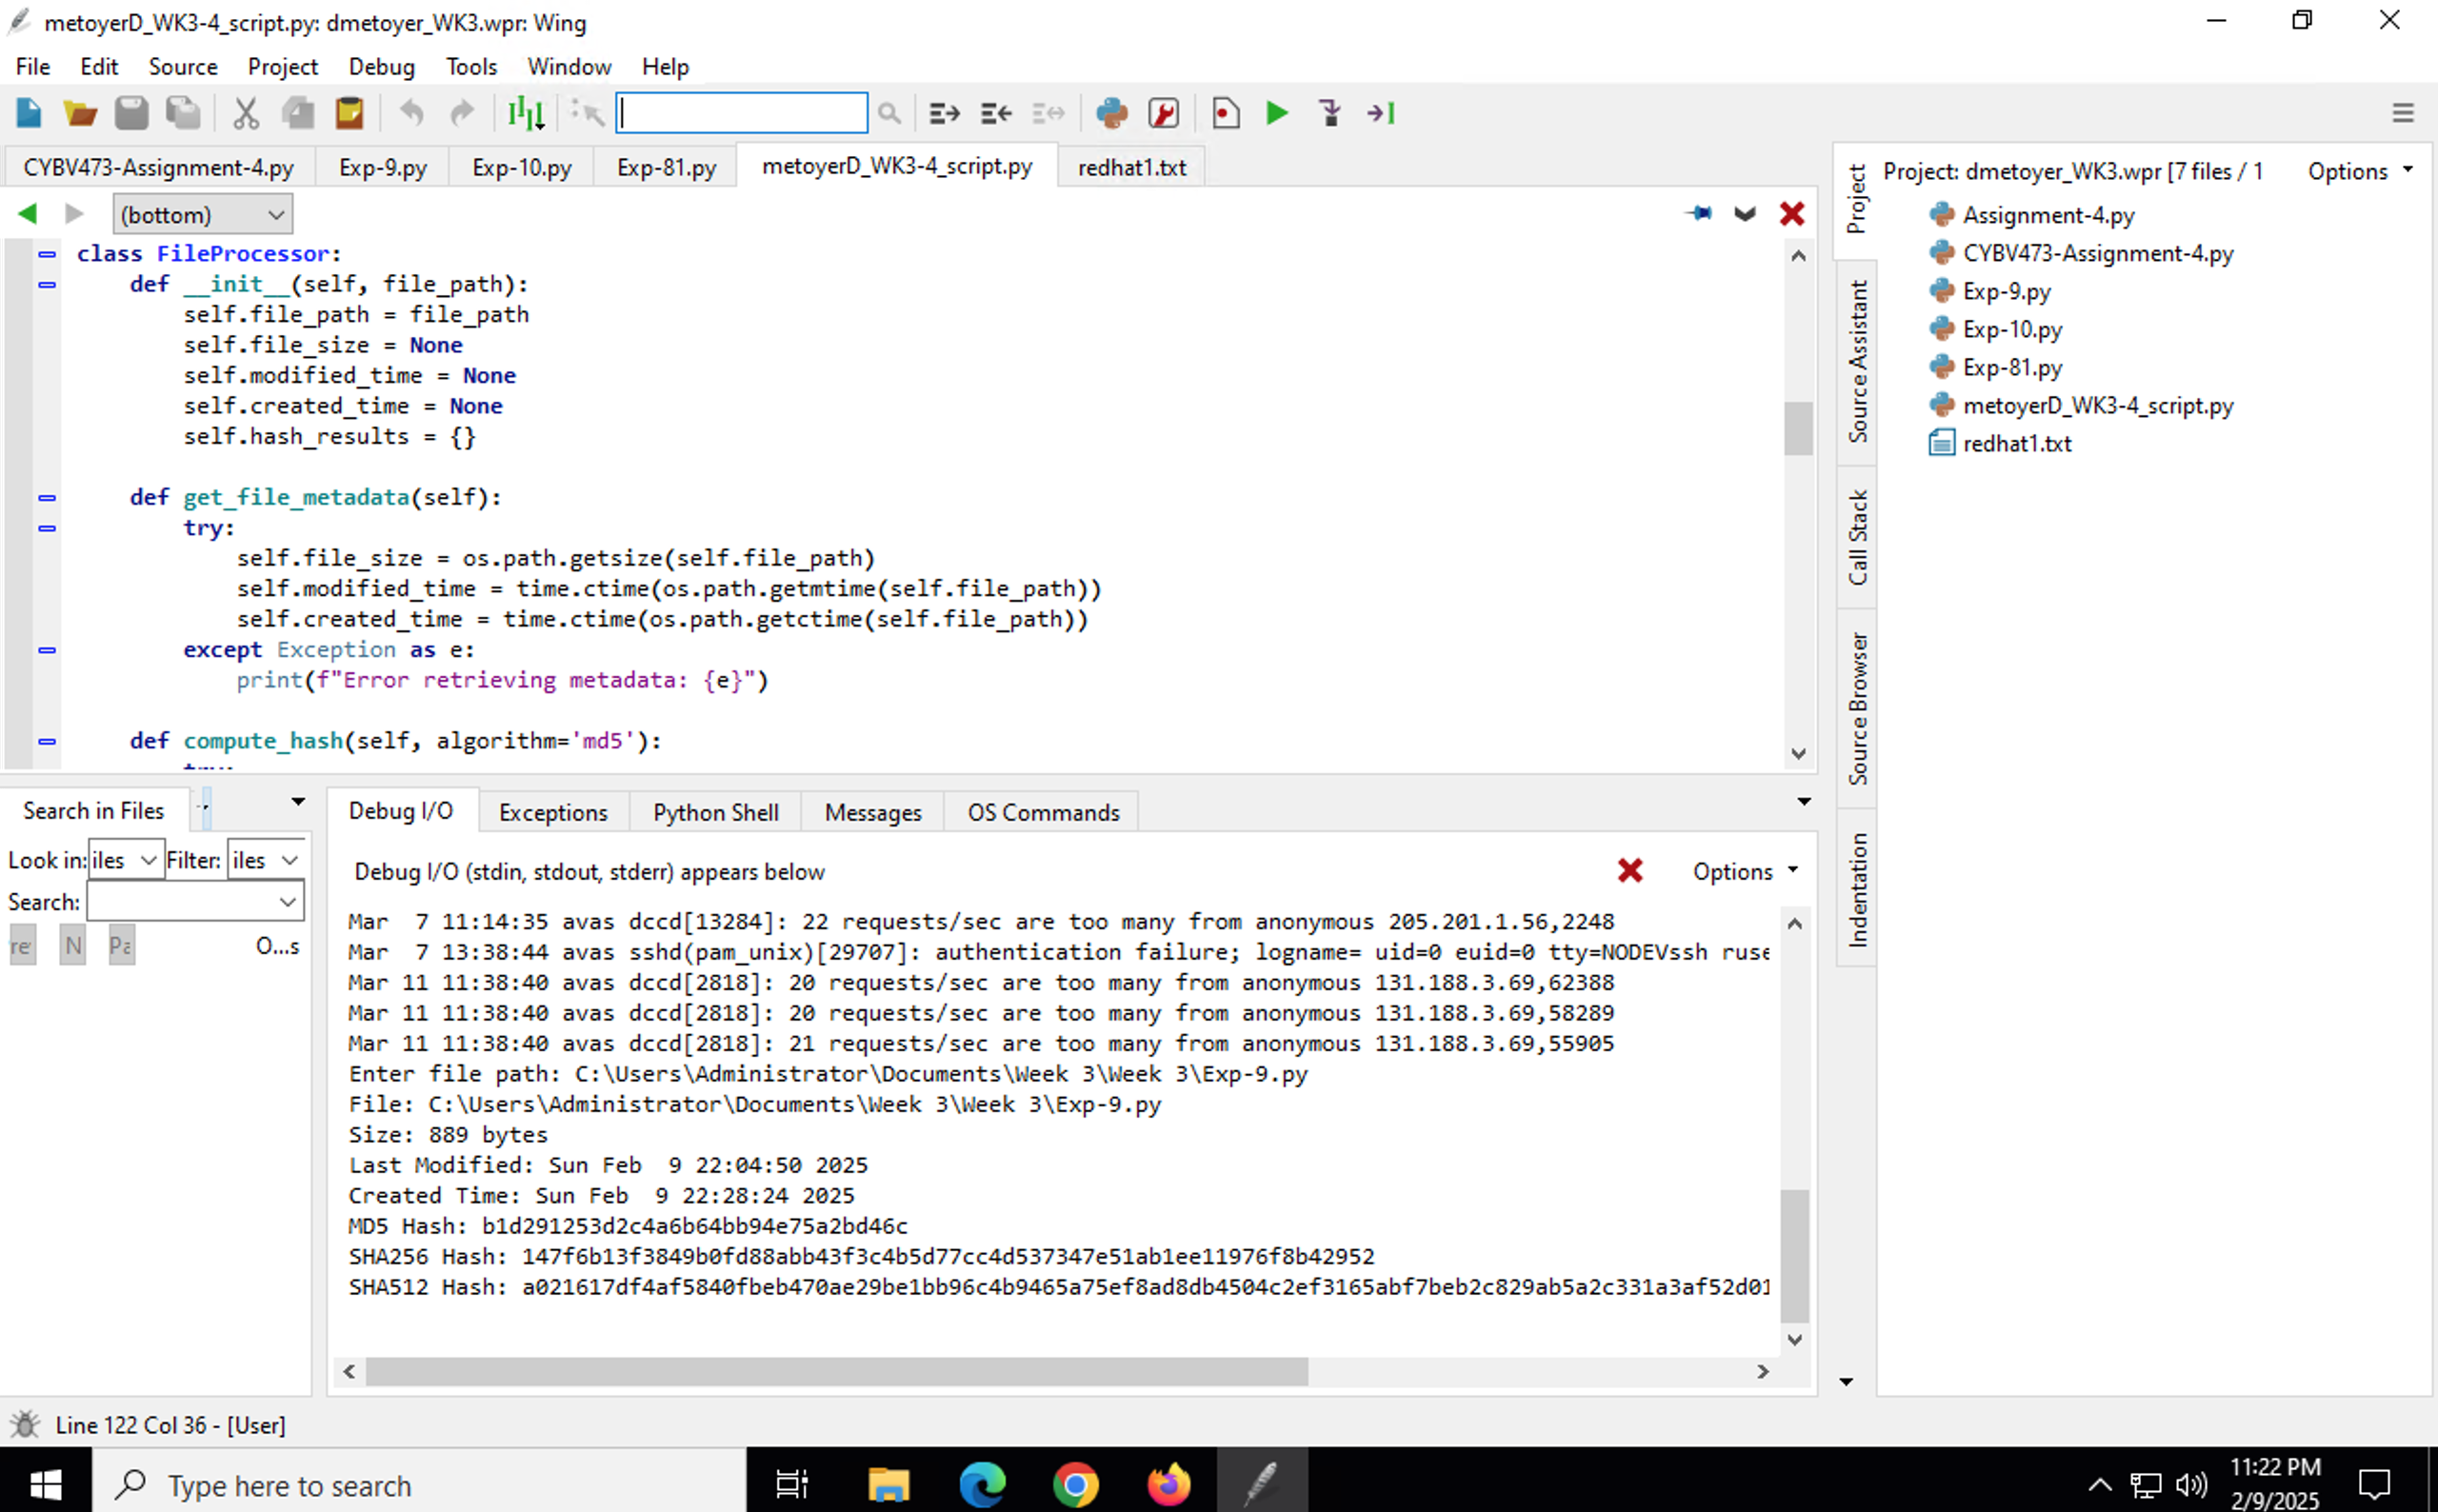 metoyerD_WK3-4_script.py: dmetoyer_WK3.wpr: Wing
File Edit Source Project Debug Tools Window Help
CYBV473-Assignment-4.py Exp-9.py Exp-10.py Exp-81.py metoyerD_WK3-4_script.py redhat1.txt
(bottom)
class FileProcessor:
    def __init__(self, file_path):
        self.file_path = file_path
        self.file_size = None
        self.modified_time = None
        self.created_time = None
        self.hash_results = {}
    def get_file_metadata(self):
        try:
            self.file_size = os.path.getsize(self.file_path)
            self.modified_time = time.ctime(os.path.getmtime(self.file_path))
            self.created_time = time.ctime(os.path.getctime(self.file_path))
        except Exception as e:
            print(f"Error retrieving metadata: {e}")
    def compute_hash(self, algorithm='md5'):
        try:
Project
Source Assistant
Call Stack
Source Browser
Indentation
Project: dmetoyer_WK3.wpr [7 files / 1 Options
Assignment-4.py
CYBV473-Assignment-4.py
Exp-9.py
Exp-10.py
Exp-81.py
metoyerD_WK3-4_script.py
redhat1.txt
Search in Files
Look in: iles Filter: iles
Search:
N Pa O...s
Debug I/O Exceptions Python Shell Messages OS Commands
Debug I/O (stdin, stdout, stderr) appears below Options
Mar  7 11:14:35 avas dccd[13284]: 22 requests/sec are too many from anonymous 205.201.1.56,2248
Mar  7 13:38:44 avas sshd(pam_unix)[29707]: authentication failure; logname= uid=0 euid=0 tty=NODEVssh ruse
Mar 11 11:38:40 avas dccd[2818]: 20 requests/sec are too many from anonymous 131.188.3.69,62388
Mar 11 11:38:40 avas dccd[2818]: 20 requests/sec are too many from anonymous 131.188.3.69,58289
Mar 11 11:38:40 avas dccd[2818]: 21 requests/sec are too many from anonymous 131.188.3.69,55905
Enter file path: C:\Users\Administrator\Documents\Week 3\Week 3\Exp-9.py
File: C:\Users\Administrator\Documents\Week 3\Week 3\Exp-9.py
Size: 889 bytes
Last Modified: Sun Feb  9 22:04:50 2025
Created Time: Sun Feb  9 22:28:24 2025
MD5 Hash: b1d291253d2c4a6b64bb94e75a2bd46c
SHA256 Hash: 147f6b13f3849b0fd88abb43f3c4b5d77cc4d537347e51ab1ee11976f8b42952
SHA512 Hash: a021617df4af5840fbeb470ae29be1bb96c4b9465a75ef8ad8db4504c2ef3165abf7beb2c829ab5a2c331a3af52d01
Line 122 Col 36 - [User]
Type here to search
11:22 PM
2/9/2025